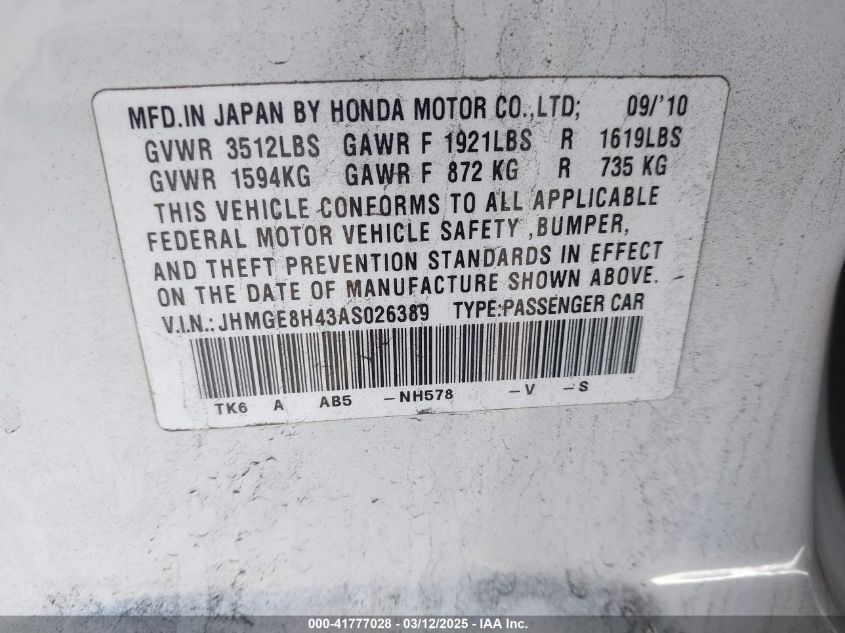 MFD.IN JAPAN BY HONDA MOTOR CO.,LTD; 09/'10
GVWR 3512LBS GAWR F 1921LBS R 1619LBS
GVWR 1594KG GAWR F 872 KG R 735 KG
THIS VEHICLE CONFORMS TO ALL APPLICABLE
FEDERAL MOTOR VEHICLE SAFETY ,BUMPER,
AND THEFT PREVENTION STANDARDS IN EFFECT
ON THE DATE OF MANUFACTURE SHOWN ABOVE.
V.I.N.: JHMGE8H43AS026389 TYPE:PASSENGER CAR
TK6 A AB5 -NH578 -V -S
000-41777028 - 03/12/2025 - IAA Inc.